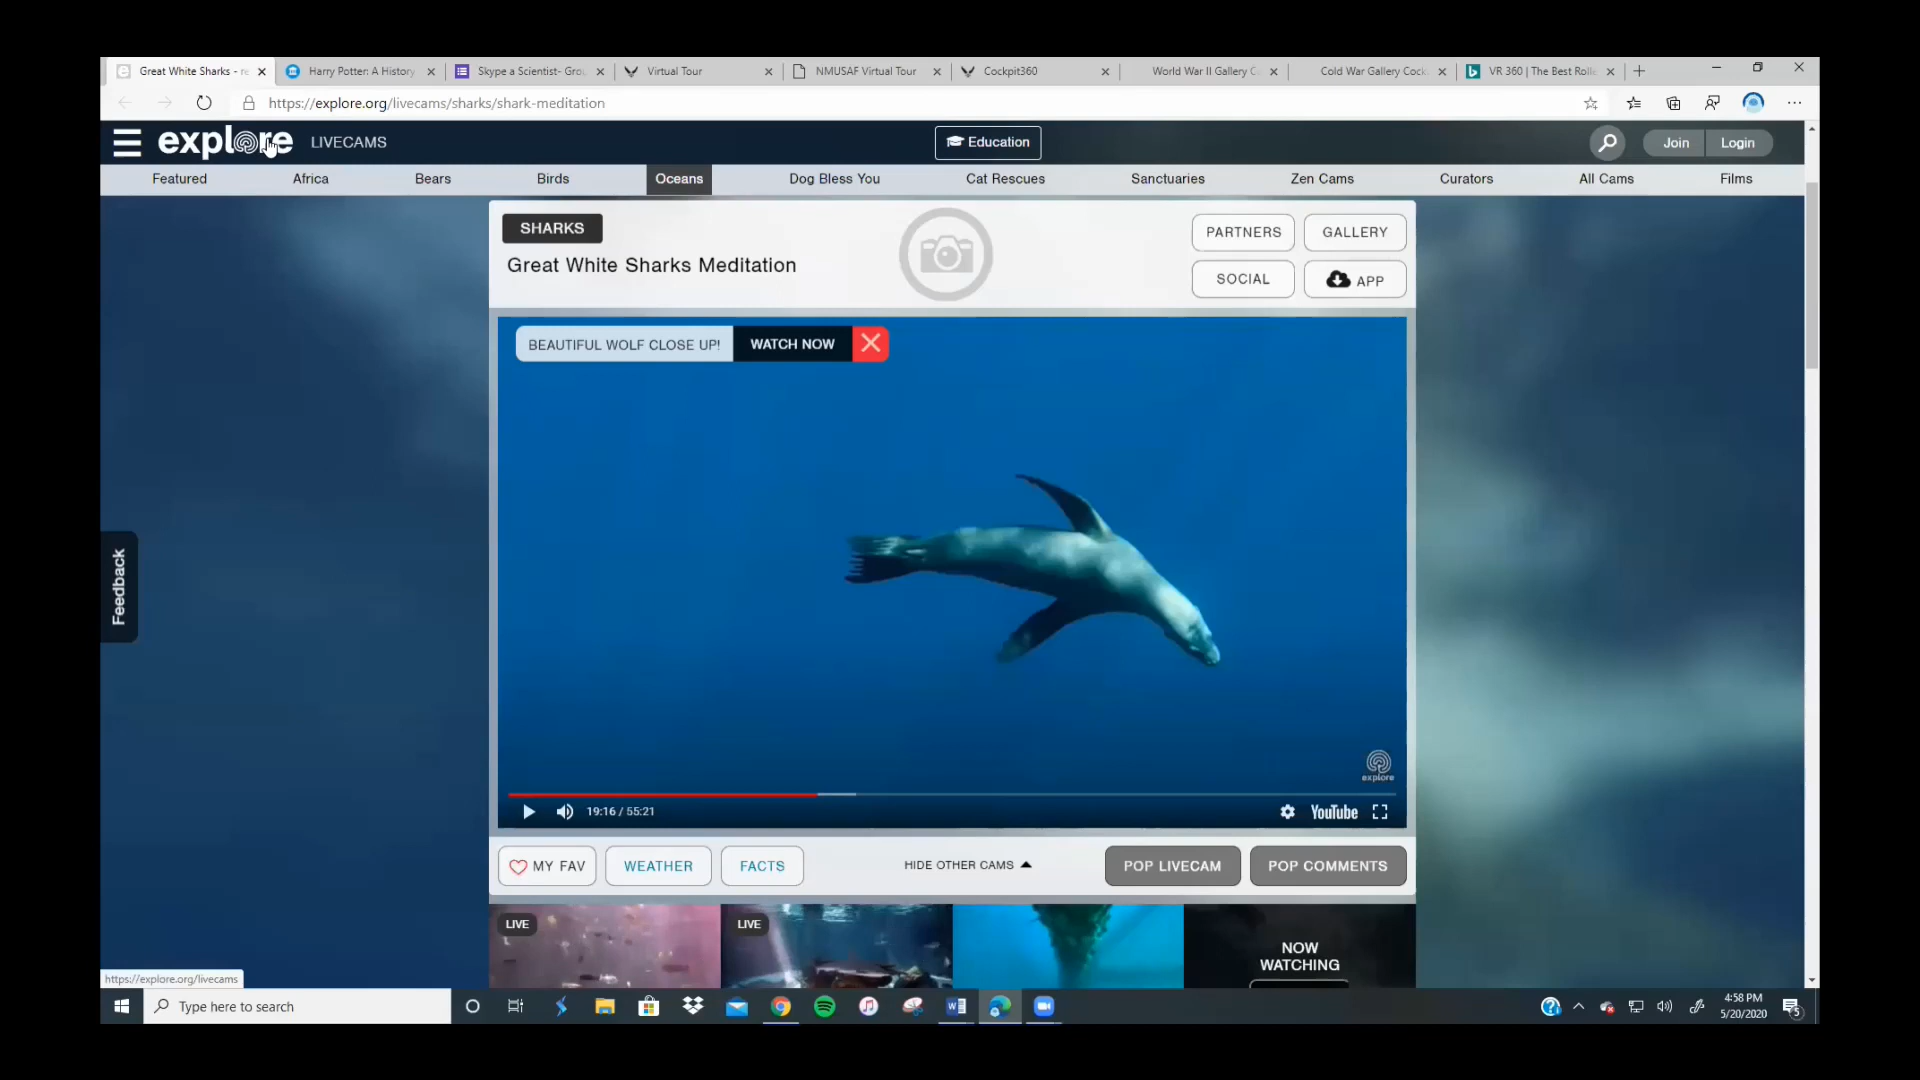 Great White Sharks - re
Harry Potter: A History
Skype a Scientist- Grou
Virtual Tour
NMUSAF Virtual Tour
Cockpit360
World War II Gallery C
Cold War Gallery Cock
VR 360 | The Best Rolle
https://explore.org/livecams/sharks/shark-meditation
explore LIVECAMS
Education
Join
Login
Featured
Africa
Bears
Birds
Oceans
Dog Bless You
Cat Rescues
Sanctuaries
Zen Cams
Curators
All Cams
Films
SHARKS
Great White Sharks Meditation
PARTNERS
GALLERY
SOCIAL
APP
BEAUTIFUL WOLF CLOSE UP!
WATCH NOW
Feedback
explore
19:16 / 55:21
YouTube
MY FAV
WEATHER
FACTS
HIDE OTHER CAMS
POP LIVECAM
POP COMMENTS
LIVE
LIVE
NOW
WATCHING
https://explore.org/livecams
Type here to search
4:58 PM
5/20/2020
5